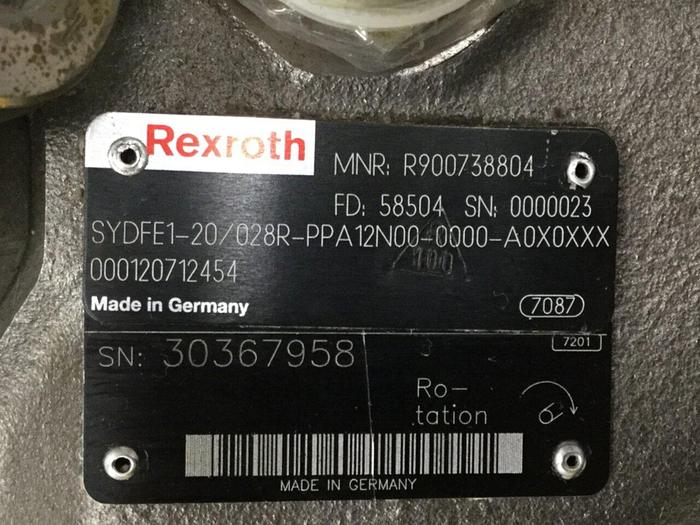 Rexroth
MNR: R900738804
FD: 58504 SN: 0000023
SYDFE1-20/028R-PPA12N00-0000-A0X0XXX
000120712454
100
Made in Germany
7087
7201
SN: 30367958
Ro-
tation
MADE IN GERMANY